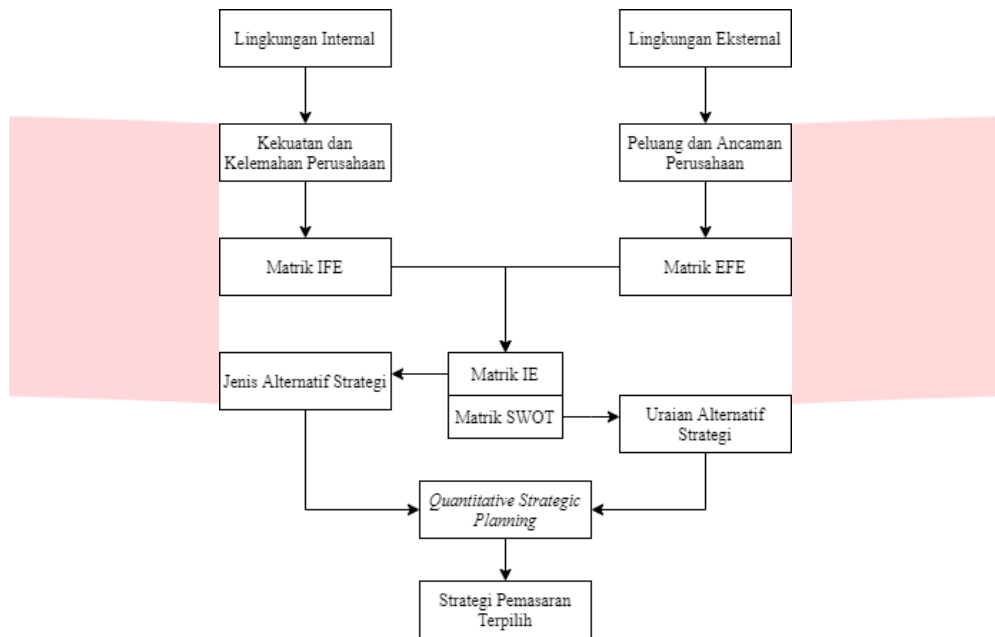 Lingkungan Internal
Lingkungan Eksternal
Kekuatan dan
Kelemahan Perusahaan
Peluang dan Ancaman
Perusahaan
Matrik IFE
Matrik EFE
Matrik IE
Jenis Alternatif Strategi
Matrik SWOT
Uraian Alternatif
Strategi
Quantitative Strategic
Planning
Strategi Pemasaran
Terpilih